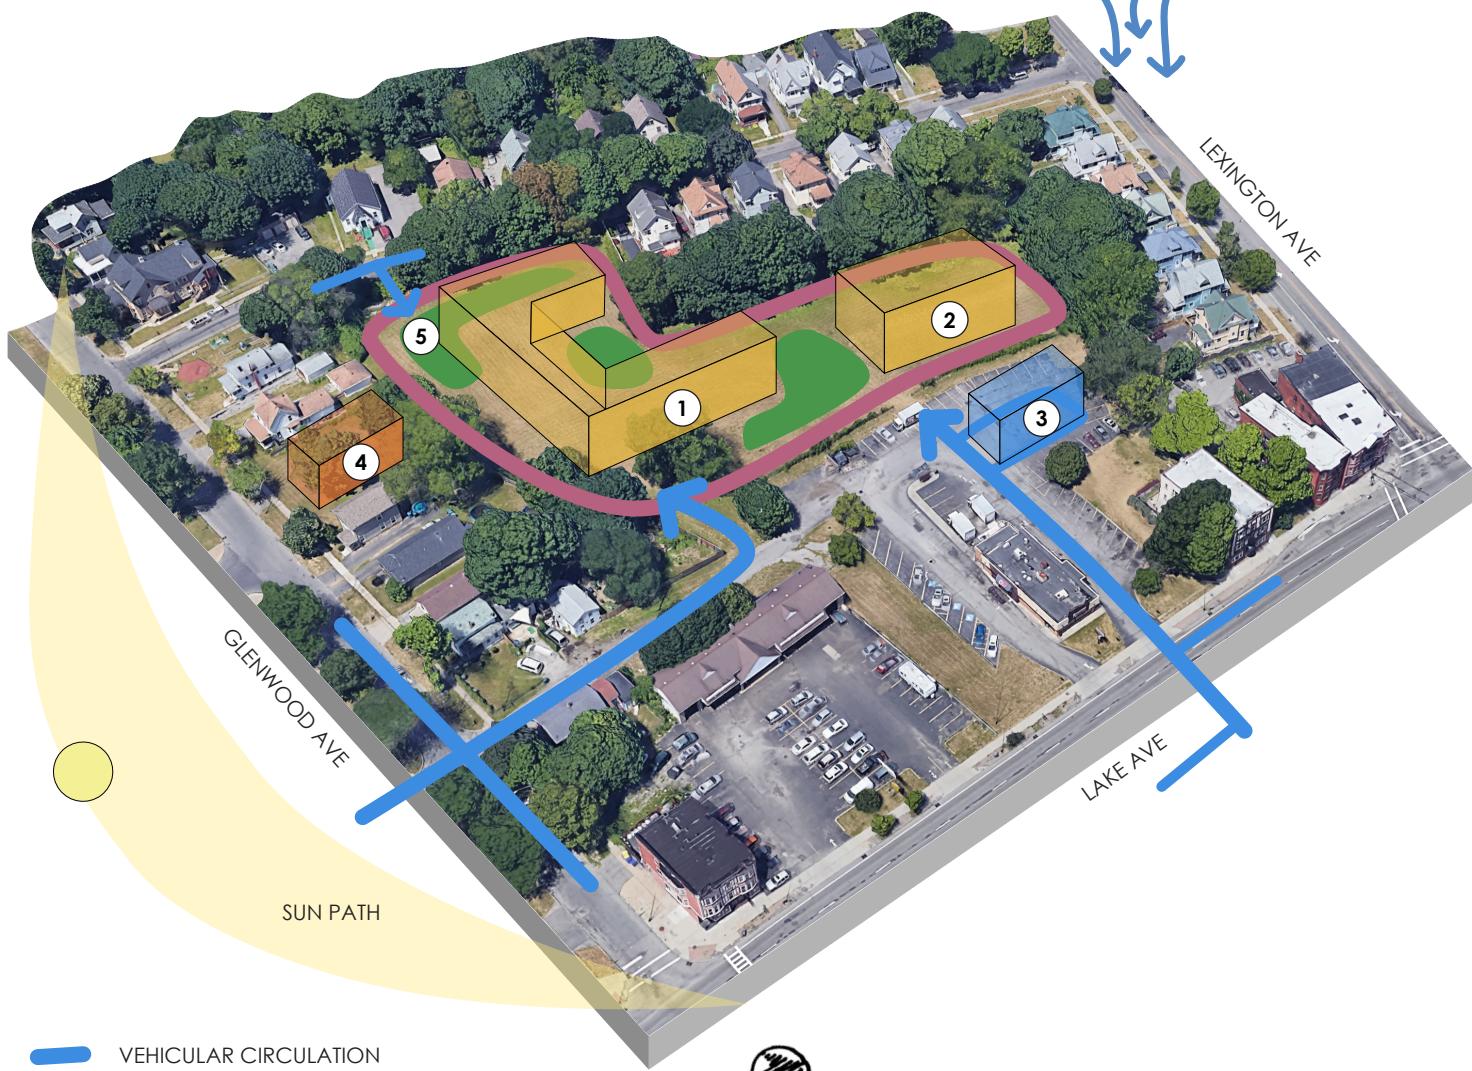 LEXINGTON AVE
5
2
1
3
4
GLENWOOD AVE
LAKE AVE
SUN PATH
VEHICULAR CIRCULATION